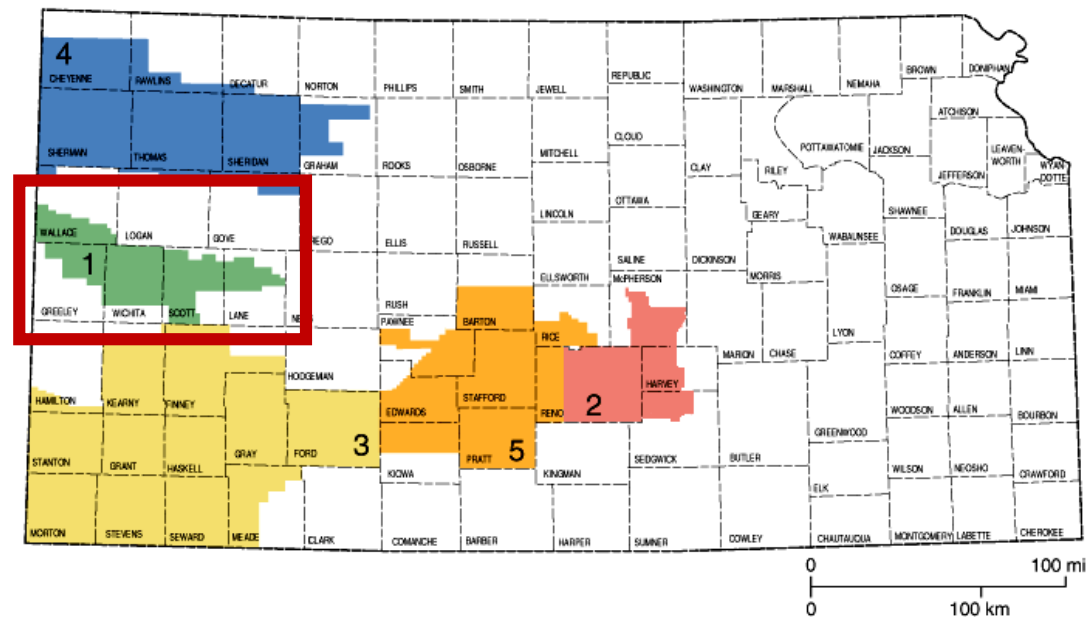 4
CHEYENNE
RAWLINS
DECATUR
NORTON
PHILLIPS
SMITH
JEWELL
REPUBLIC
WASHINGTON
MARSHALL
NEMAHA
BROWN
DONIPHAN
ATCHISON
SHERMAN
THOMAS
SHERIDAN
GRAHAM
ROOKS
OSBORNE
MITCHELL
CLOUD
CLAY
RILEY
POTTAWATOMIE
JACKSON
JEFFERSON
LEAVEN-
WORTH
WYAN
DOTTE
WALLACE
LOGAN
GOVE
REGO
ELLIS
RUSSELL
LINCOLN
OTTAWA
GEARY
WABAUNSEE
SHAWNEE
DOUGLAS
JOHNSON
1
ELLSWORTH
SALINE
DICKINSON
MORRIS
OSAGE
FRANKLIN
MIAMI
GREELEY
WICHITA
SCOTT
LANE
RUSH
PAWNEE
BARTON
RICE
McPHERSON
MARION
CHASE
LYON
COFFEY
ANDERSON
LINN
HAMILTON
KEARNY
FINNEY
HODGEMAN
EDWARDS
STAFFORD
RENO
2
HARVEY
GREENWOOD
WOODSON
ALLEN
BOURBON
STANTON
GRANT
HASKELL
GRAY
FORD
3
KIOWA
PRATT
5
KINGMAN
SEDGWICK
BUTLER
ELK
WILSON
NEOSHO
CRAWFORD
MORTON
STEVENS
SEWARD
MEADE
CLARK
COMANCHE
BARBER
HARPER
SUMNER
COWLEY
CHAUTAUQUA
MONTGOMERY
LABETTE
CHEROKEE
0 100 mi
0 100 km